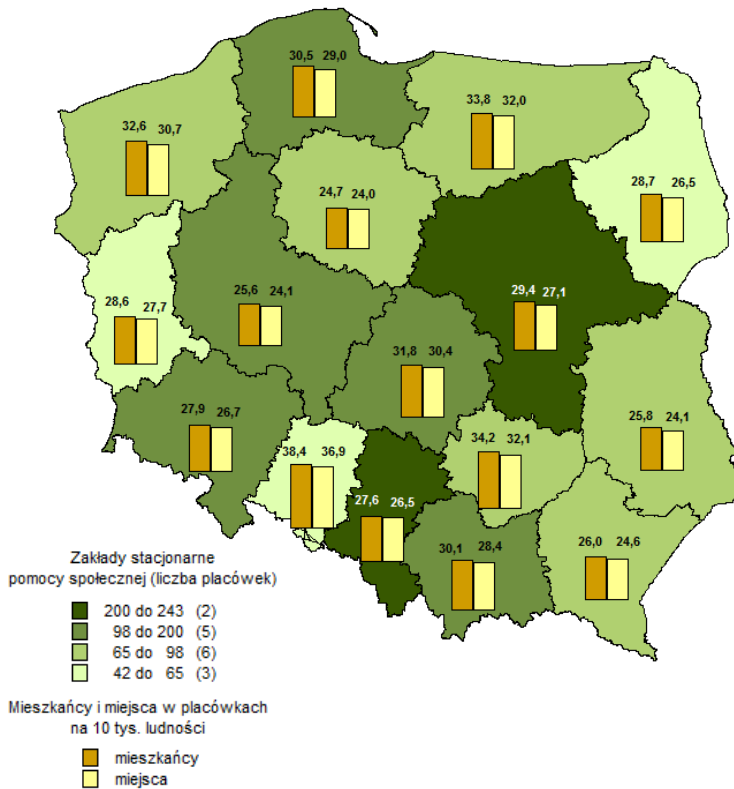 30,5 29,0
33,8 32,0
32,6 30,7
28,7 26,5
24,7 24,0
25,6 24,1
29,4 27,1
28,6 27,7
31,8 30,4
27,9 26,7
25,8 24,1
34,2 32,1
38,4 36,9
27,6 26,5
30,1 28,4
26,0 24,6
Zakłady stacjonarne
pomocy społecznej (liczba placówek)
200 do 243 (2)
98 do 200 (5)
65 do 98 (6)
42 do 65 (3)
Mieszkańcy i miejsca w placówkach
na 10 tys. ludności
mieszkańcy
miejsca